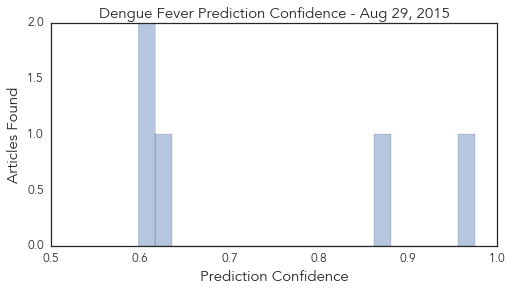 Dengue Fever Prediction Confidence - Aug 29, 2015
2.0
1.5
1.0
0.5
0.0
Articles Found
0.5 0.6 0.7 0.8 0.9 1.0
Prediction Confidence